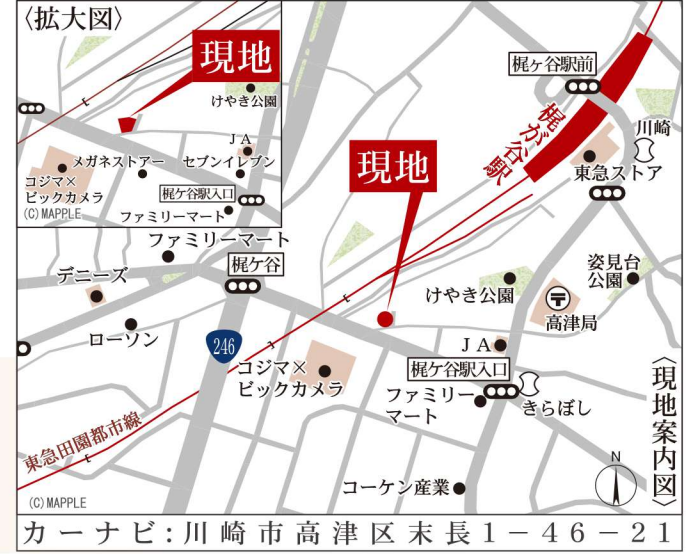 〈拡大図〉
現地
けやき公園
JA
メガネストアー
セブンイレブン
コジマ×
ビックカメラ
梶ケ谷駅入口
ファミリーマート
(C)MAPPLE
梶ヶ谷駅前
梶が谷駅
川崎
東急ストア
現地
ファミリーマート
梶ケ谷
デニーズ
ローソン
246
けやき公園
姿見台
公園
〒
高津局
JA
コジマ×
ビックカメラ
梶ケ谷駅入口
ファミリー
マート
きらぼし
東急田園都市線
コーケン産業
N
〈現地案内図〉
(C)MAPPLE
カーナビ:川崎市高津区末長1－46－21